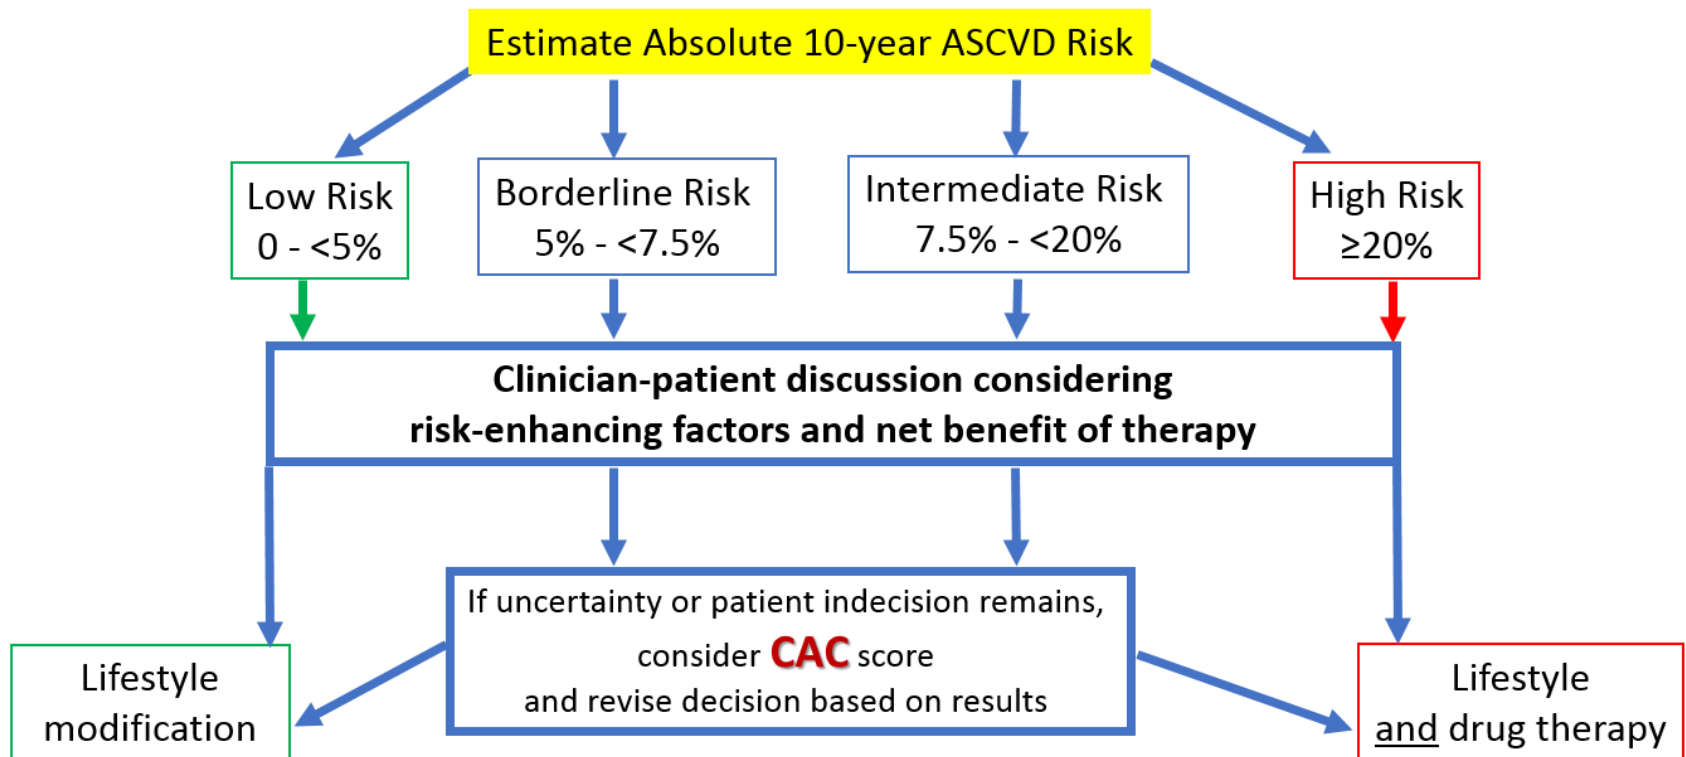 Estimate Absolute 10-year ASCVD Risk
Low Risk
0 - <5%
Borderline Risk
5% - <7.5%
Intermediate Risk
7.5% - <20%
High Risk
≥20%
Clinician-patient discussion considering
risk-enhancing factors and net benefit of therapy
If uncertainty or patient indecision remains,
consider CAC score
and revise decision based on results
Lifestyle
modification
Lifestyle
and drug therapy